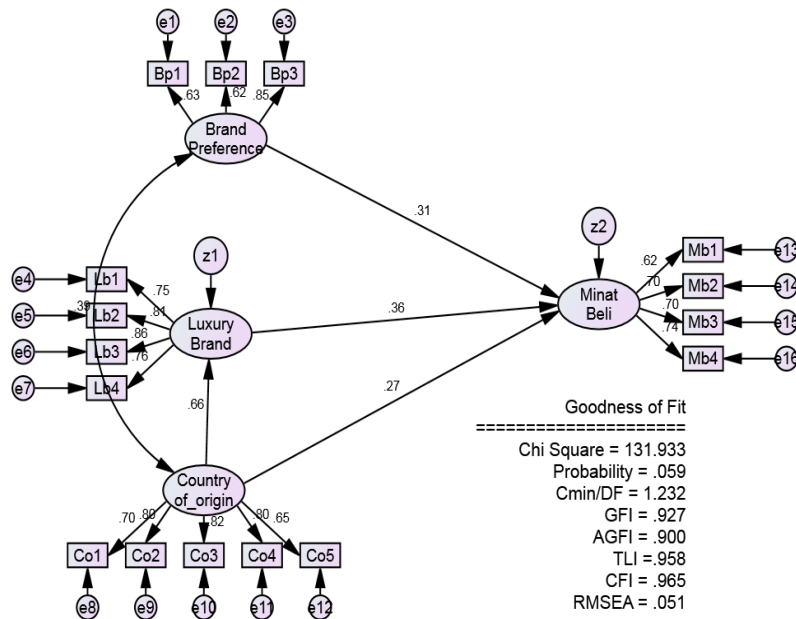 e1
e2
e3
Bp1
Bp2
Bp3
.63
.62
.85
Brand
Preference
.31
z1
z2
Mb1
e13
.62
Mb2
e14
.70
Mb3
e15
.70
Mb4
e16
.74
Minat
Beli
e4
Lb1
.75
e5
Lb2
.81
e6
Lb3
.86
e7
Lb4
.76
.39
Luxury
Brand
.36
.27
.66
Country
of_origin
.70
.80
.82
.80
.65
Co1
Co2
Co3
Co4
Co5
e8
e9
e10
e11
e12
Goodness of Fit
======================
Chi Square = 131.933
Probability = .059
Cmin/DF = 1.232
GFI = .927
AGFI = .900
TLI =.958
CFI = .965
RMSEA = .051